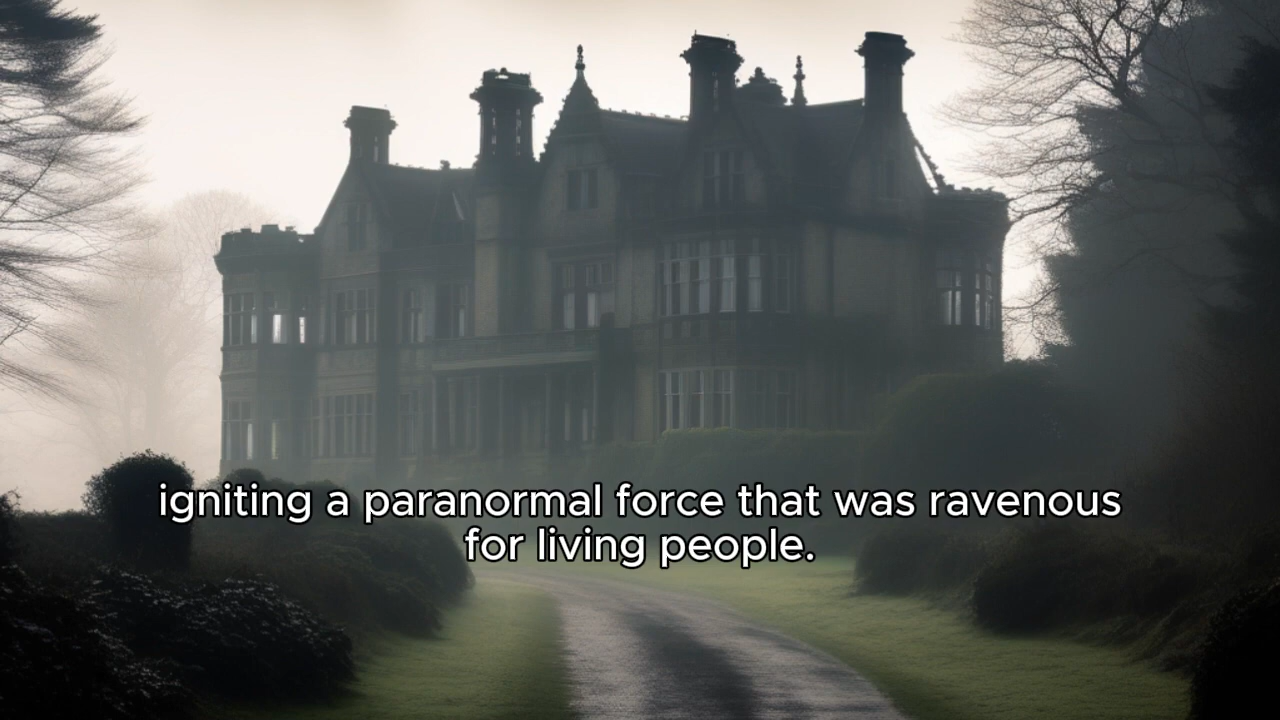 igniting a paranormal force that was ravenous
for living people.